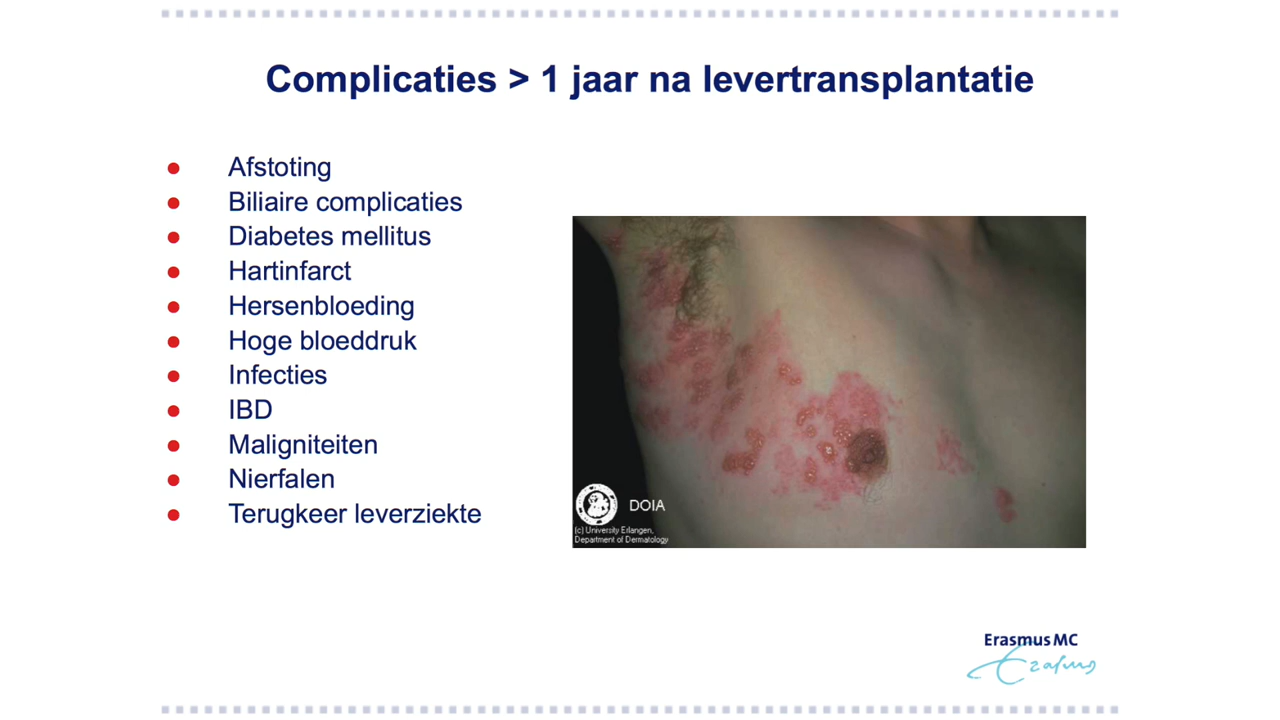 Complicaties > 1 jaar na levertransplantatie
● Afstoting
● Biliaire complicaties
● Diabetes mellitus
● Hartinfarct
● Hersenbloeding
● Hoge bloeddruk
● Infecties
● IBD
● Maligniteiten
● Nierfalen
● Terugkeer leverziekte
DOIA
(c) University Erlangen,
Department of Dermatology
Erasmus MC
Erasmus